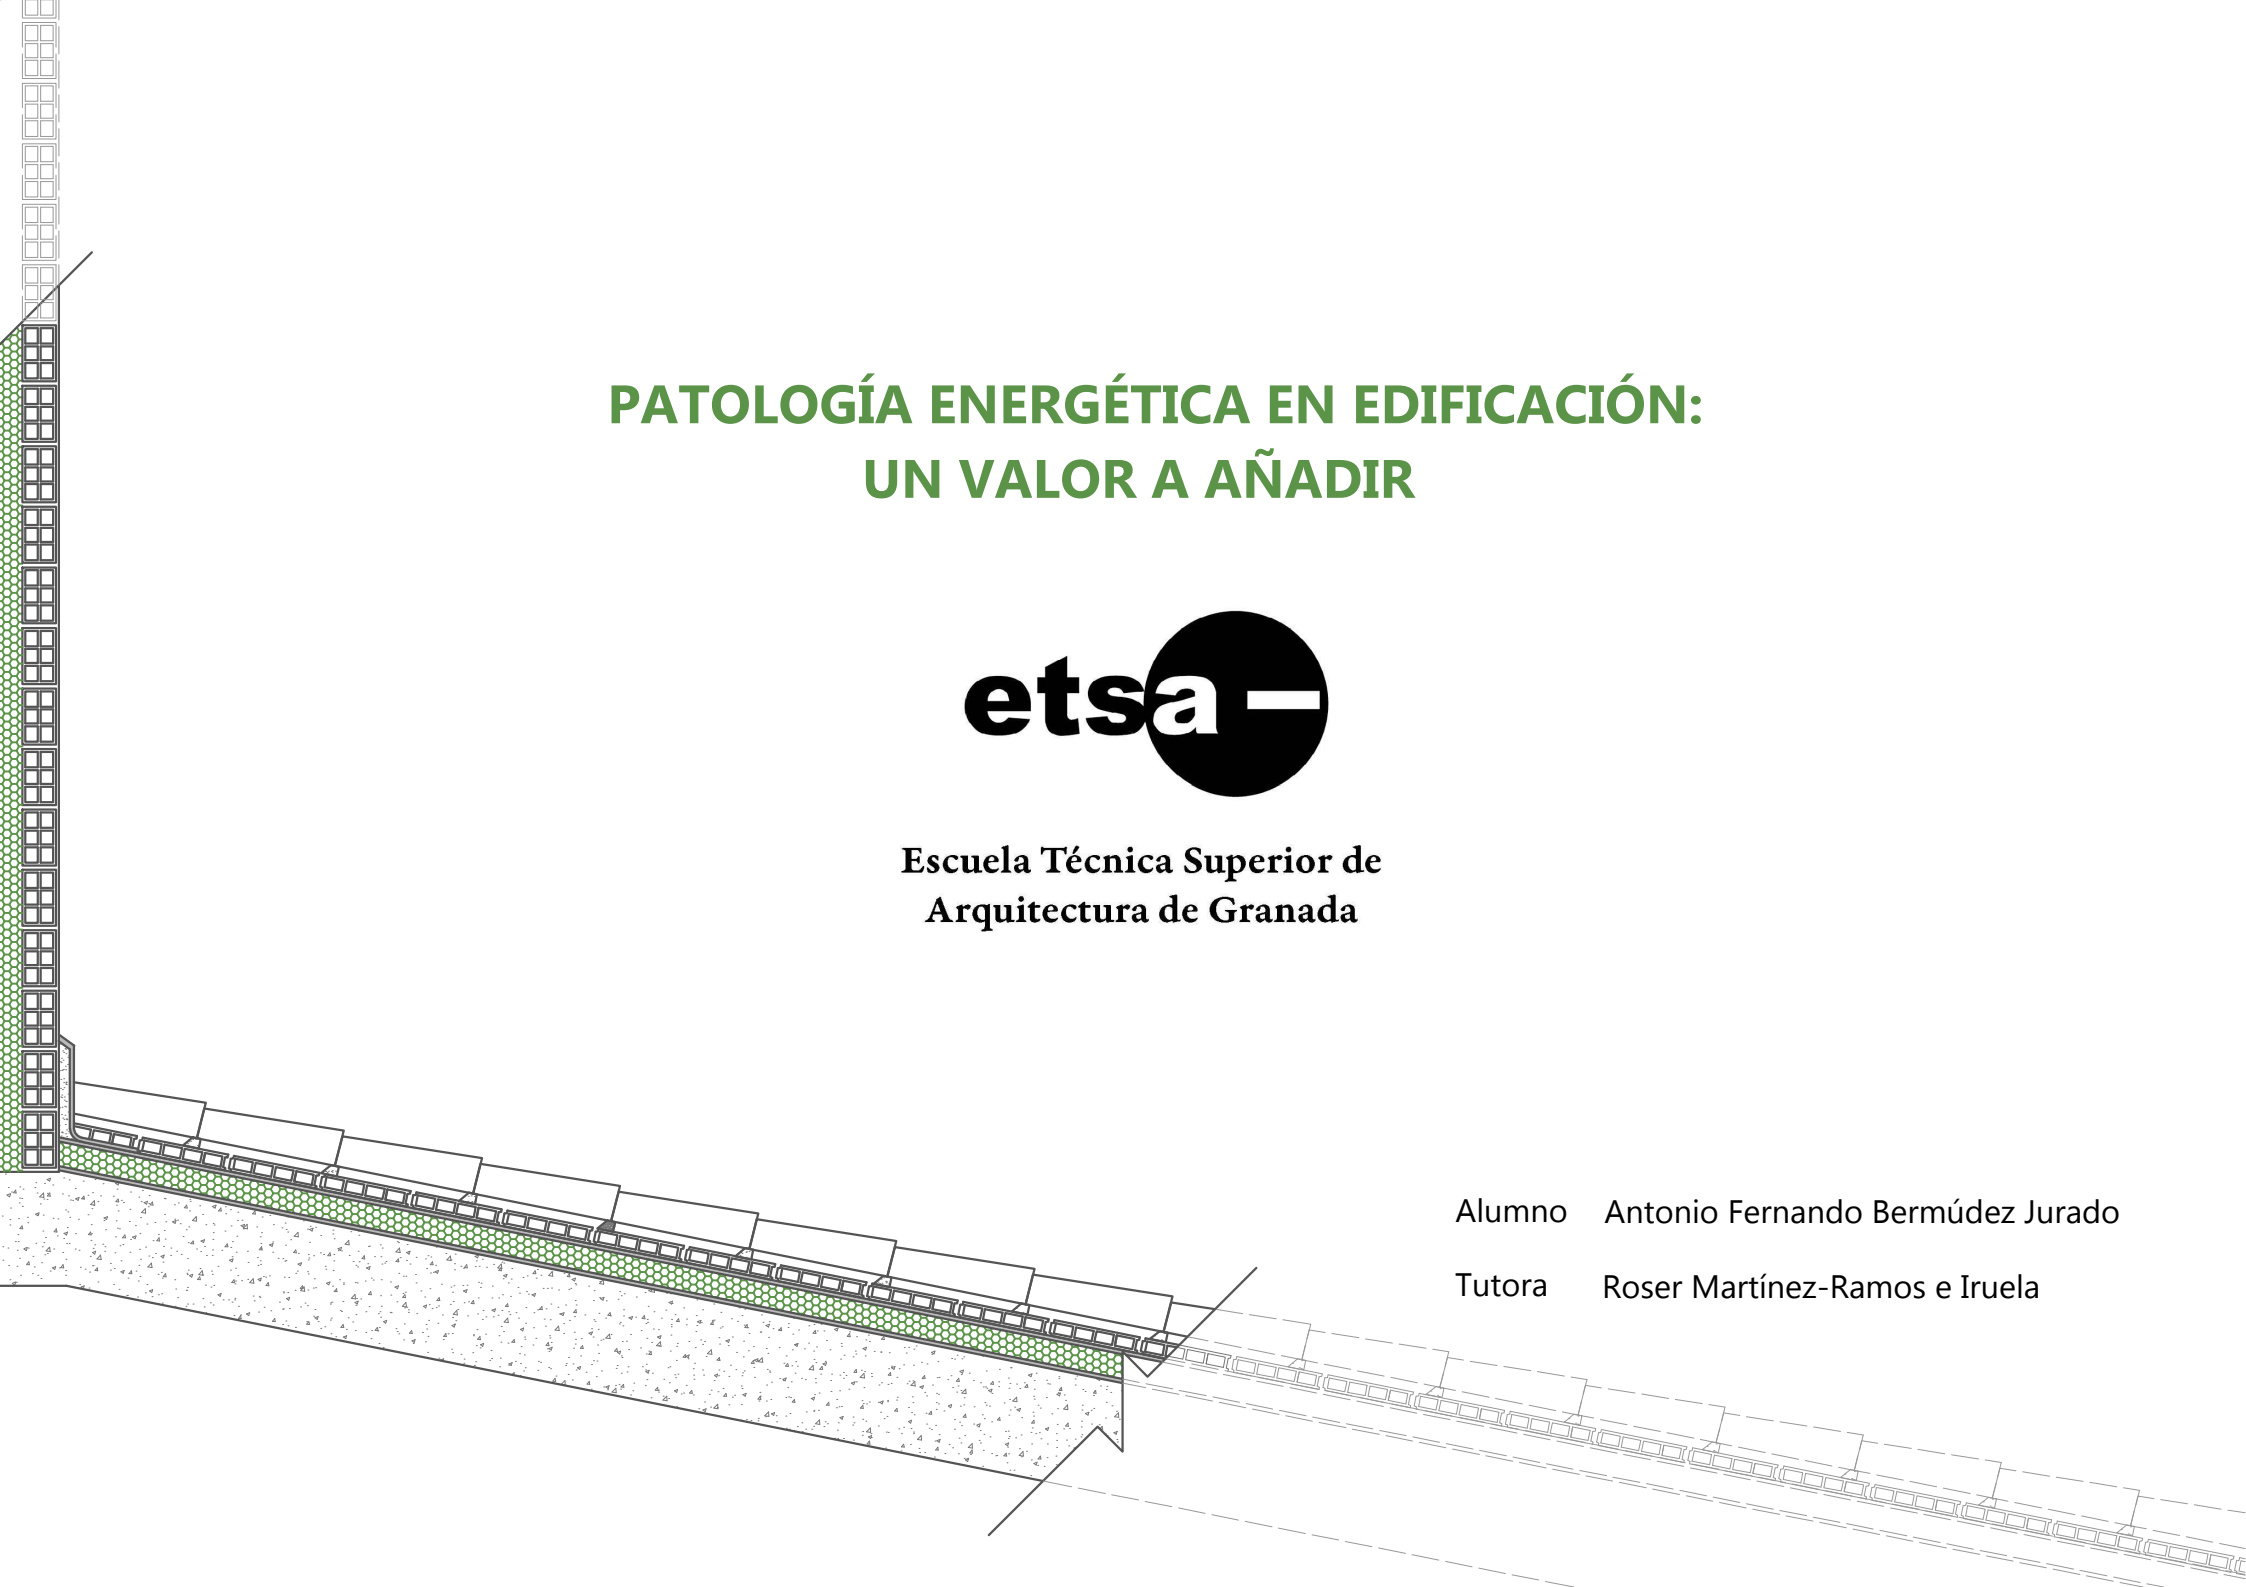 PATOLOGÍA ENERGÉTICA EN EDIFICACIÓN:
UN VALOR A AÑADIR
etsa
Escuela Técnica Superior de
Arquitectura de Granada
Alumno Antonio Fernando Bermúdez Jurado
Tutora Roser Martínez-Ramos e Iruela